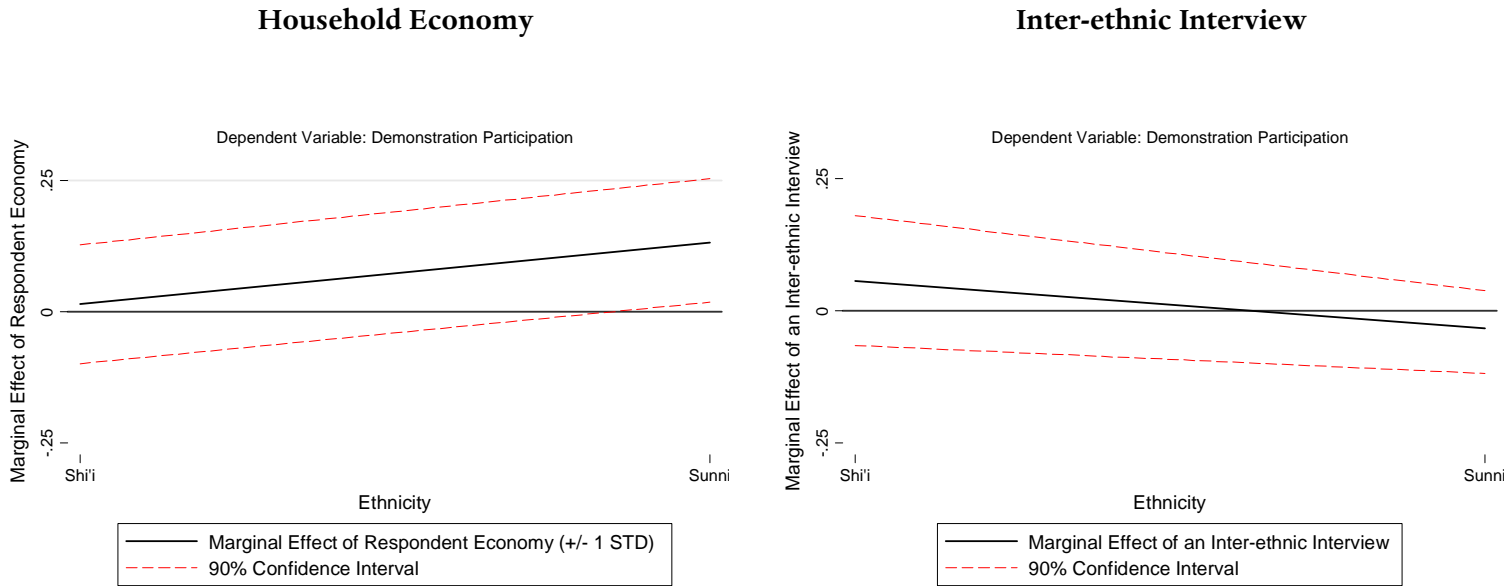 Household Economy
Dependent Variable: Demonstration Participation
Marginal Effect of Respondent Economy
.25
0
-.25
Shi'i
Sunni
Ethnicity
Marginal Effect of Respondent Economy (+/- 1 STD)
90% Confidence Interval
Inter-ethnic Interview
Dependent Variable: Demonstration Participation
Marginal Effect of an Inter-ethnic Interview
.25
0
-.25
Shi'i
Sunni
Ethnicity
Marginal Effect of an Inter-ethnic Interview
90% Confidence Interval